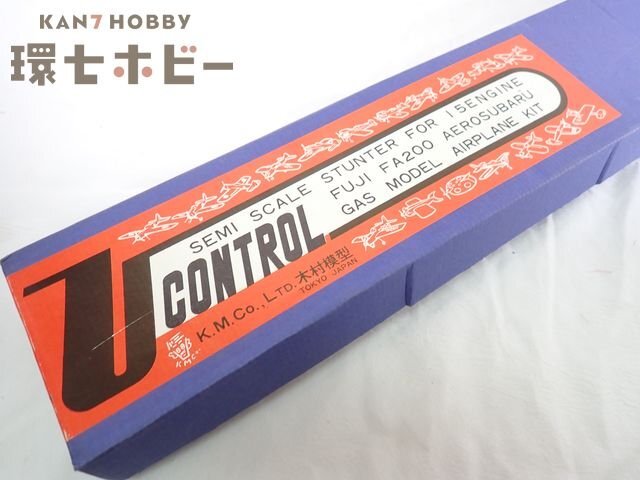 KAN7 HOBBY
環七ホビー
SEMI SCALE STUNTER FOR 15ENGINE
FUJI FA200 AEROSUBARU
GAS MODEL AIRPLANE KIT
U CONTROL
K.M.Co.,LTD. 木村模型
TOKYO JAPAN
K M C